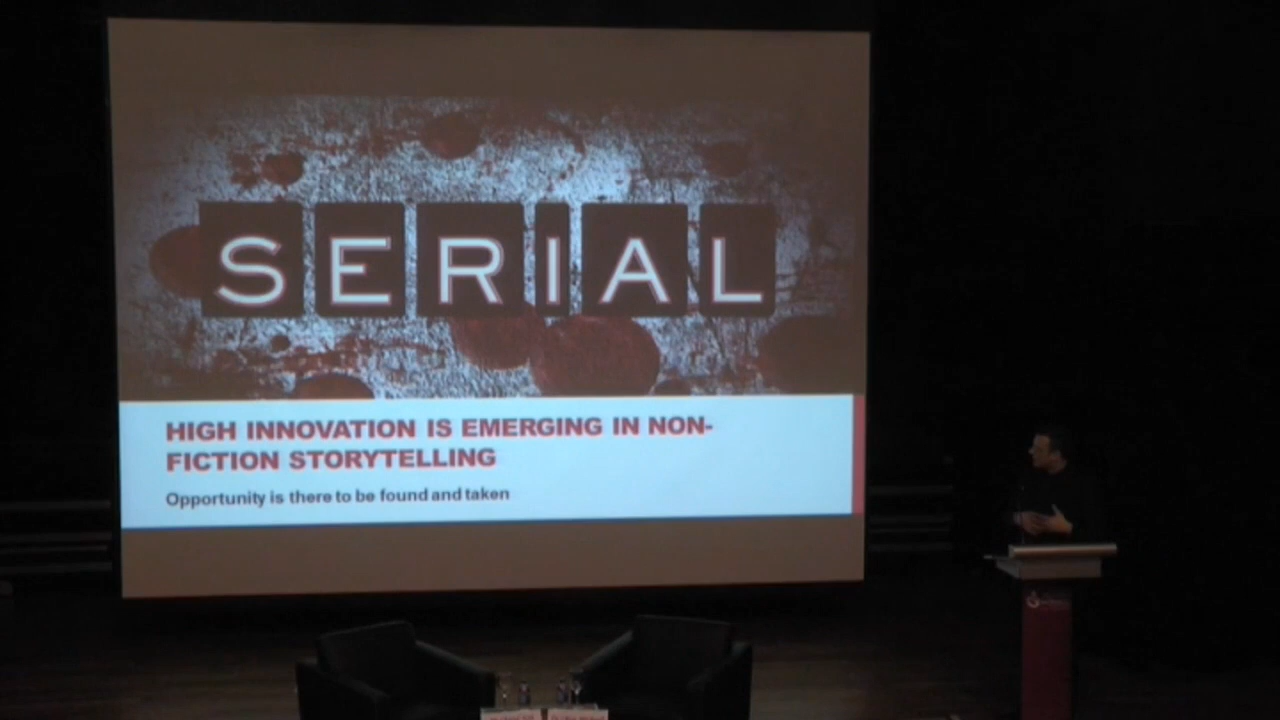 SERIAL
HIGH INNOVATION IS EMERGING IN NON-
FICTION STORYTELLING
Opportunity is there to be found and taken